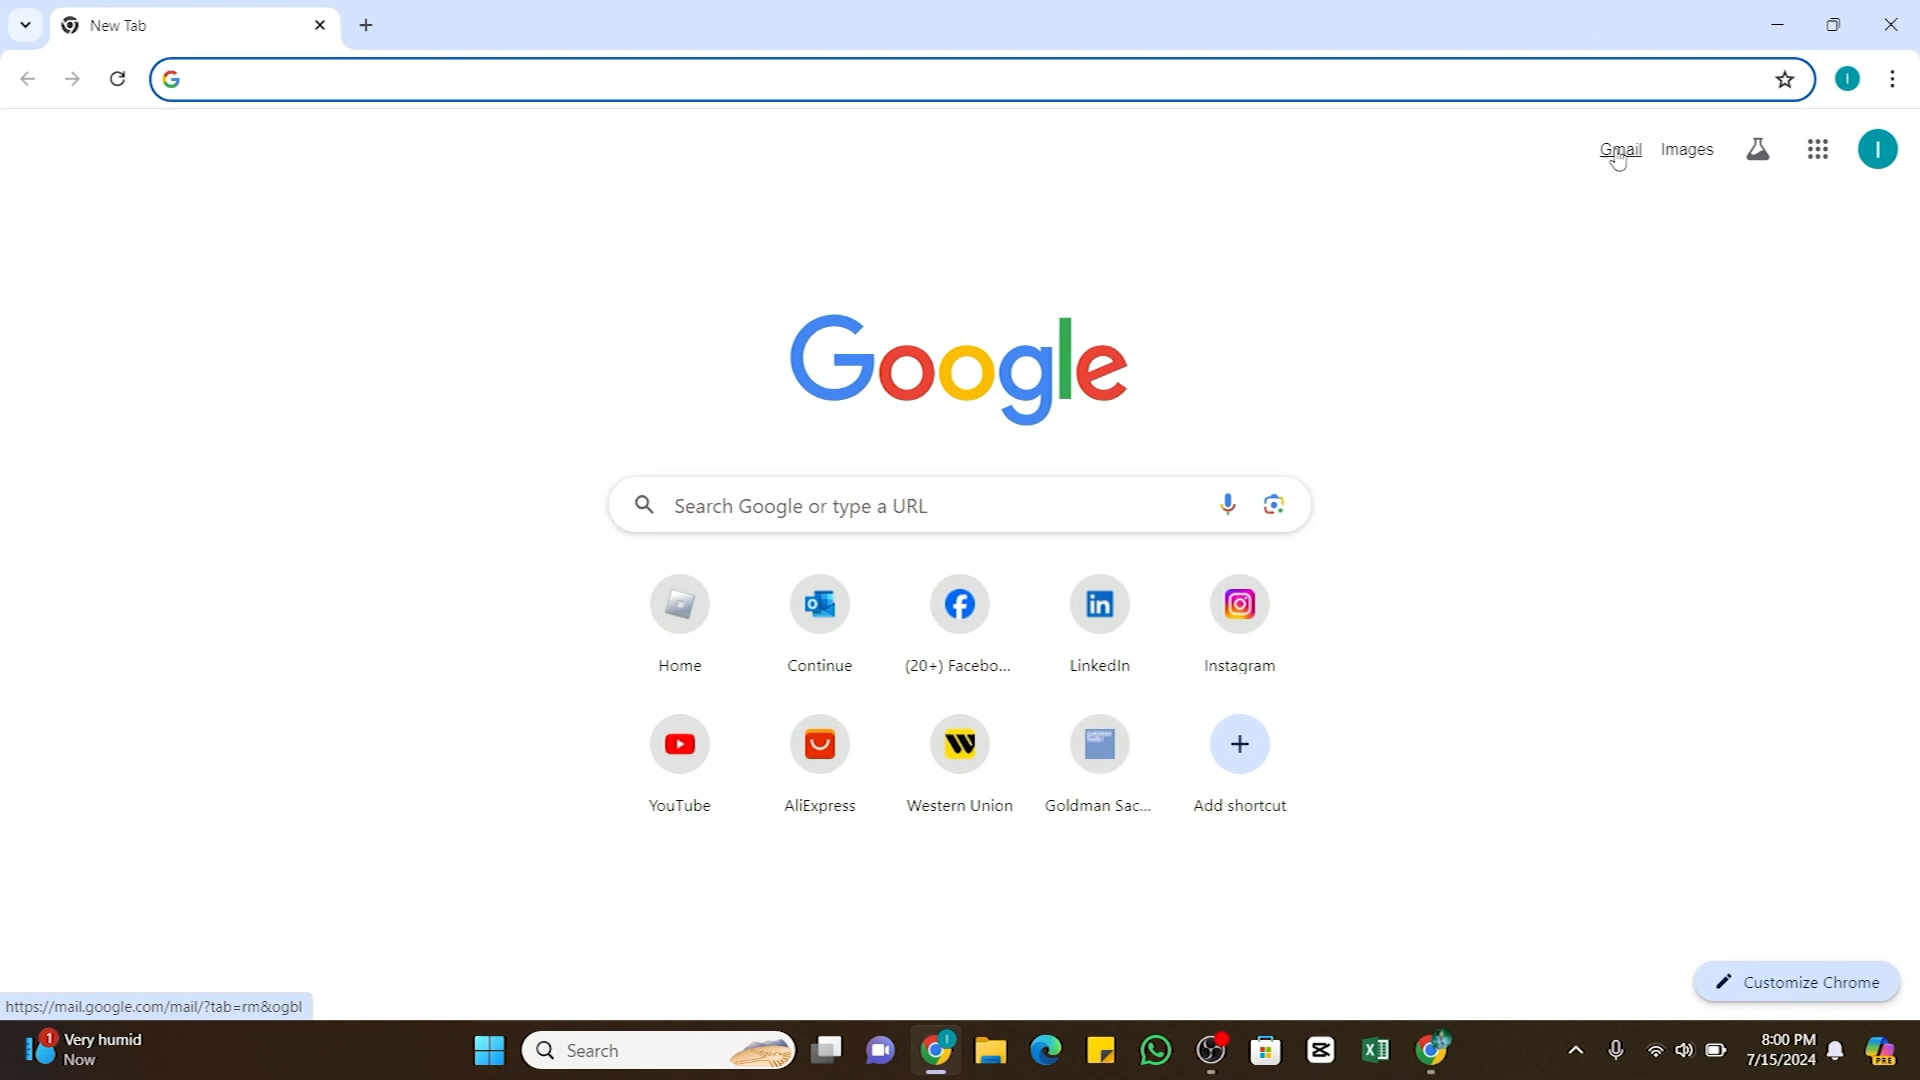 New Tab
Gmail Images
I
Google
Search Google or type a URL
Home Continue (20+) Facebo... LinkedIn Instagram
YouTube AliExpress Western Union Goldman Sac... Add shortcut
Customize Chrome
https://mail.google.com/mail/?tab=rm&ogbl
1 Very humid
Now
Search
8:00 PM
7/15/2024
PRE